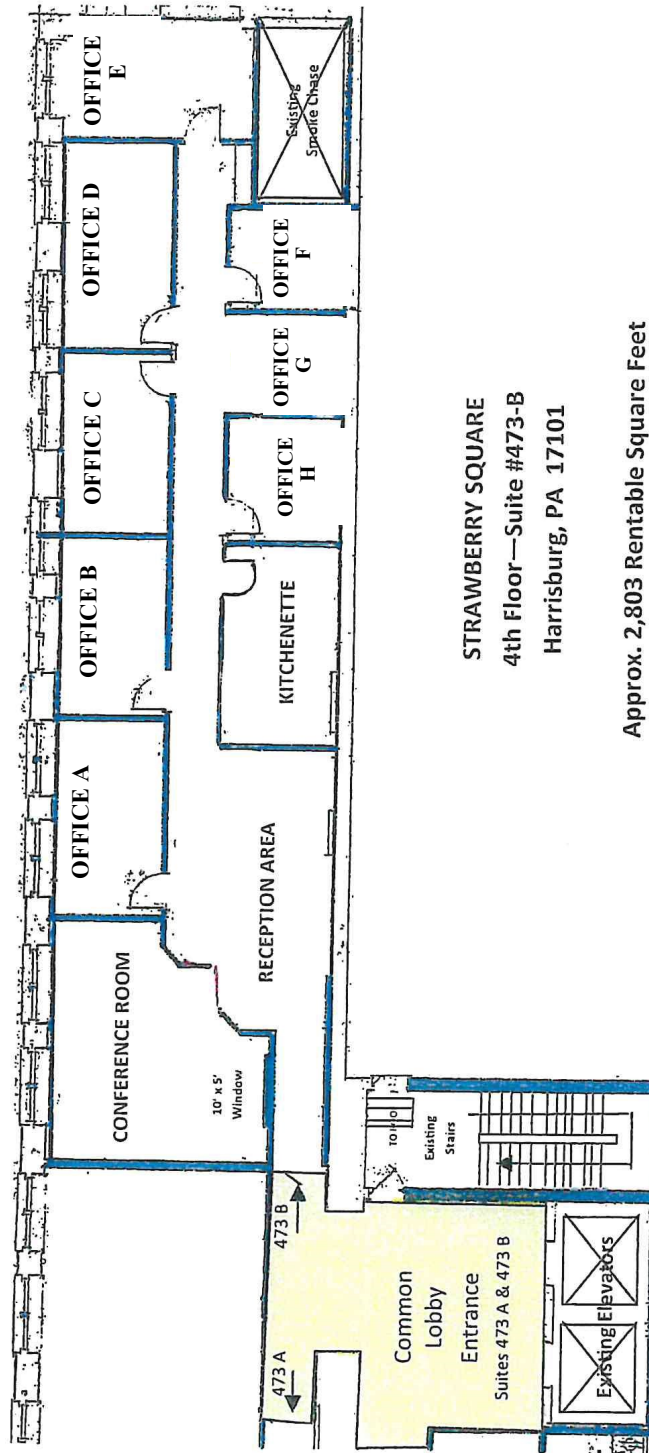 OFFICE A
OFFICE B
OFFICE C
OFFICE D
OFFICE
E
CONFERENCE ROOM
10' x 5'
Window
RECEPTION AREA
KITCHENETTE
OFFICE
H
OFFICE
G
OFFICE
F
Existing
Smoke Chase
473 A
473 B
Common
Lobby
Entrance
Suites 473 A & 473 B
Existing Elevators
Existing
Stairs
STRAWBERRY SQUARE
4th Floor—Suite #473-B
Harrisburg, PA 17101
Approx. 2,803 Rentable Square Feet